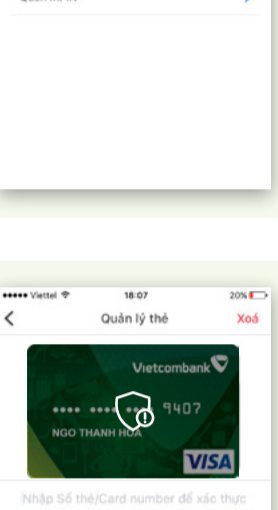 Viettel 18:07 20%
Quản lý thẻ Xoá
Vietcombank
•••• •••• •••• 9407
NGO THANH HOA
VISA
Nhập Số thẻ/Card number để xác thực